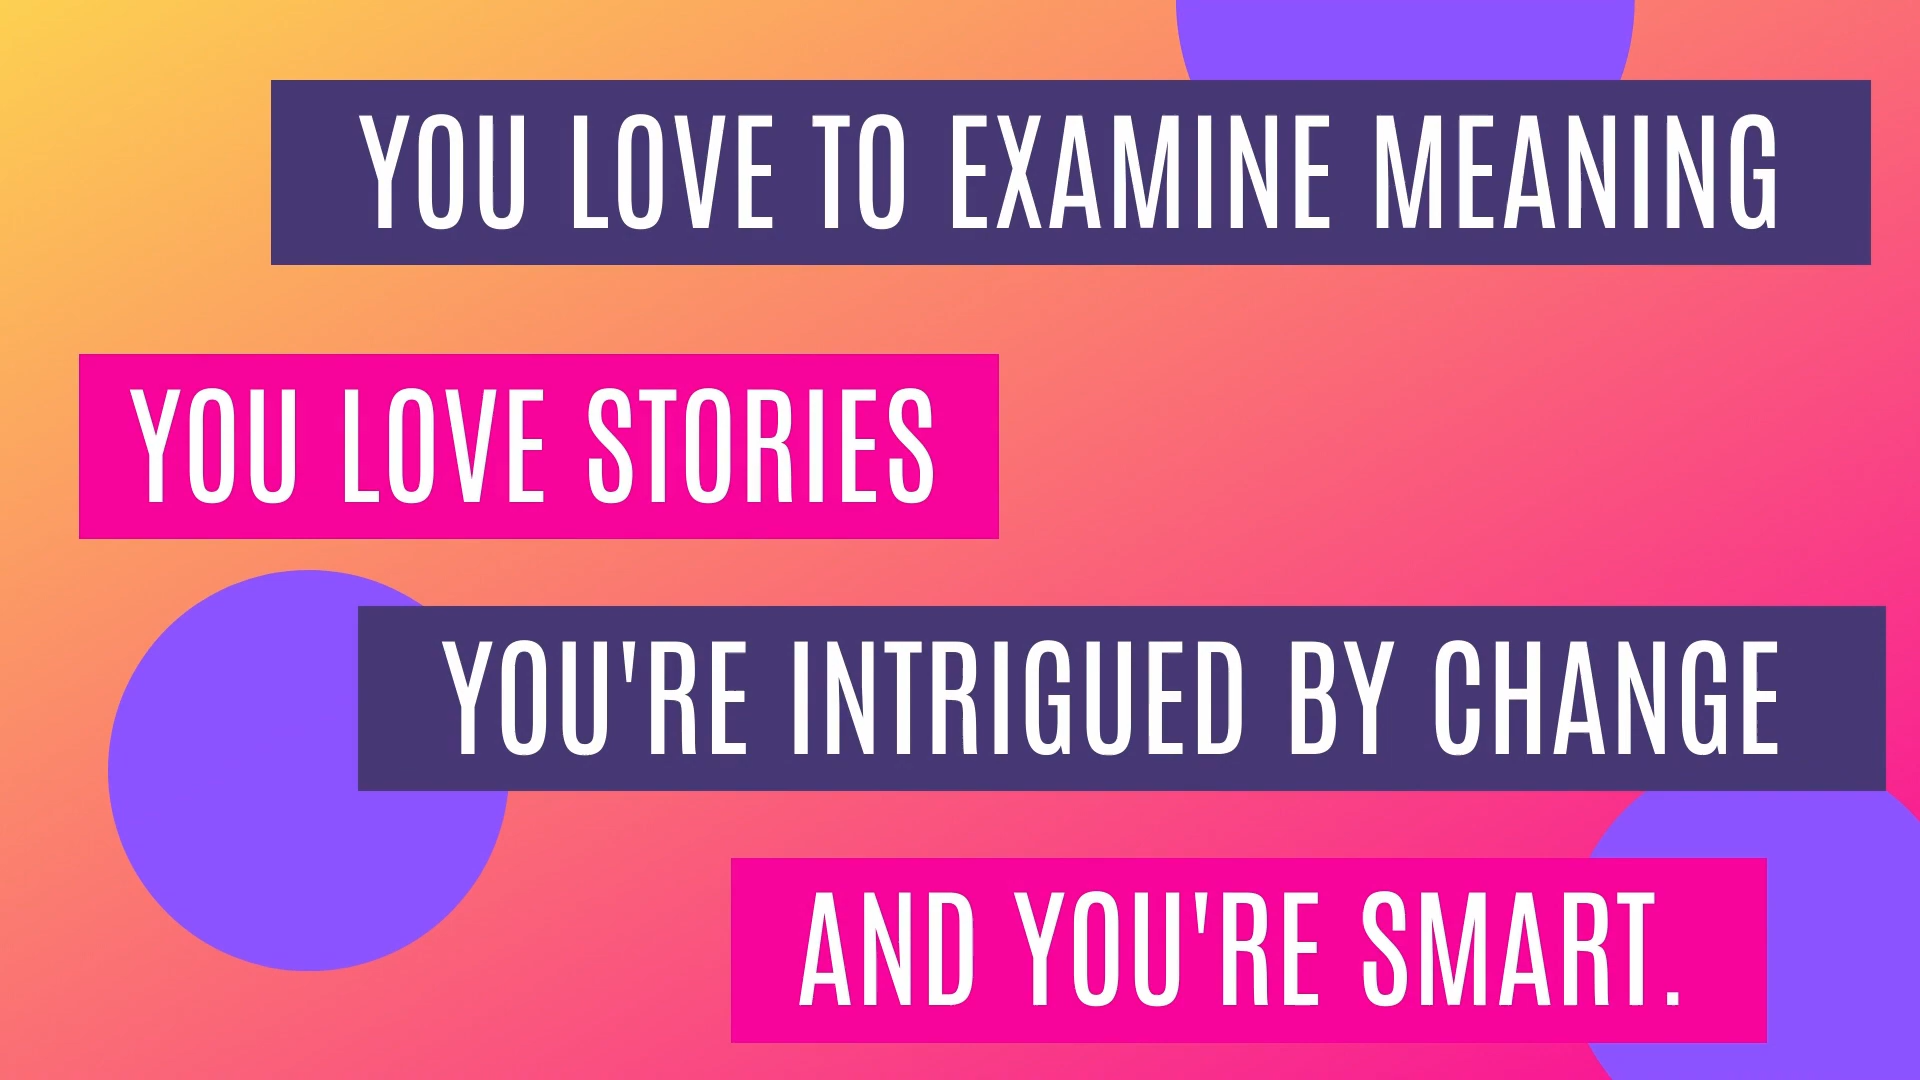 YOU LOVE TO EXAMINE MEANING
YOU LOVE STORIES
YOU'RE INTRIGUED BY CHANGE
AND YOU'RE SMART.